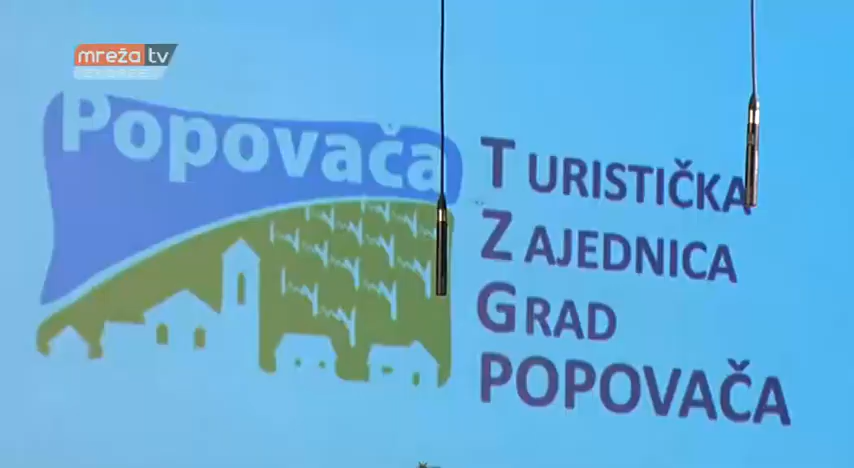 mreža tv
Popovača
TURISTIČKA
ZAJEDNICA
GRAD
POPOVAČA